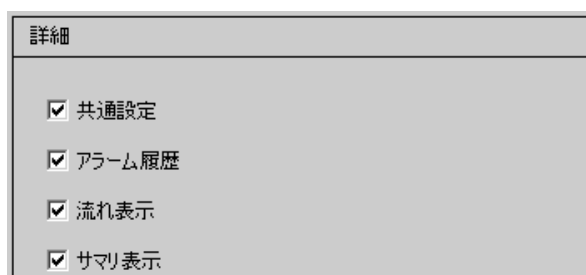 詳細
共通設定
アラーム履歴
流れ表示
サマリ表示